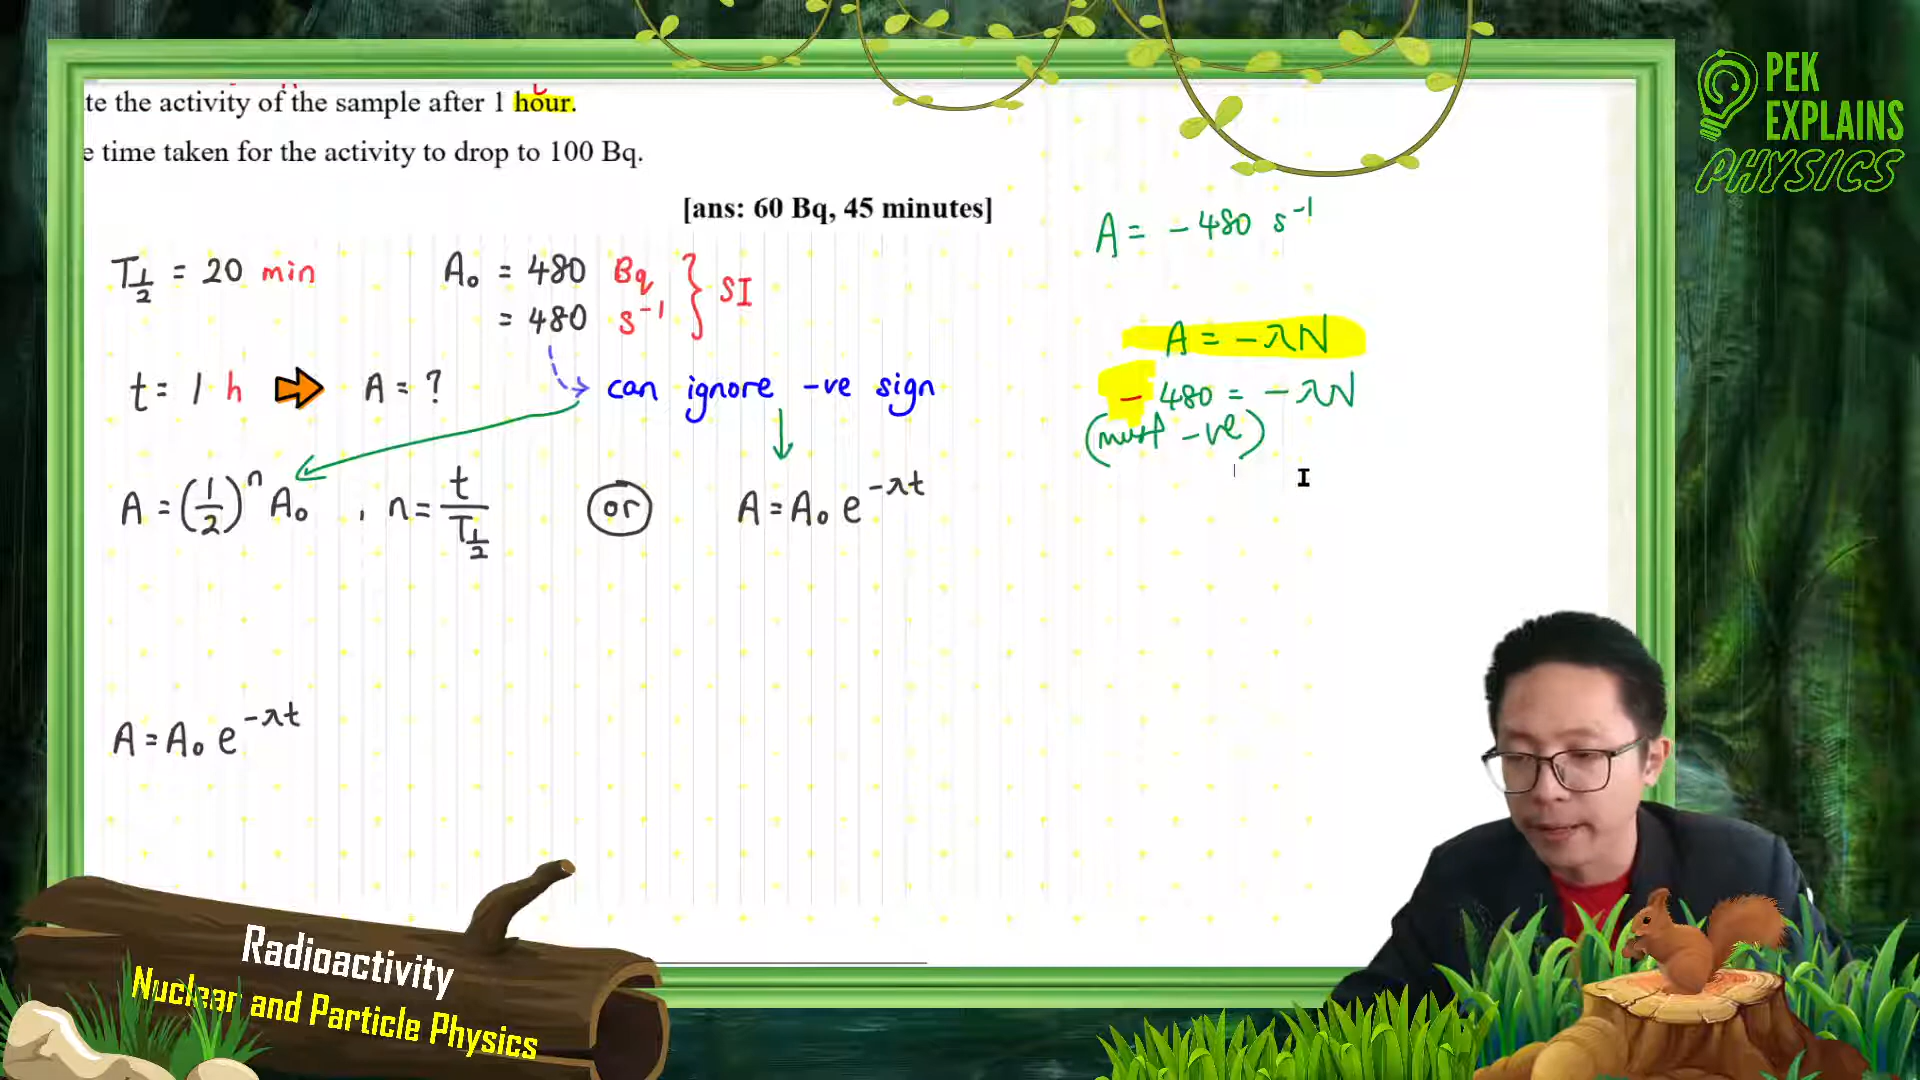 te the activity of the sample after 1 hour.
e time taken for the activity to drop to 100 Bq.
[ans: 60 Bq, 45 minutes]
T½ = 20 min
A₀ = 480 Bq
= 480 s⁻¹
} SI
t = 1 h ➡ A = ?
can ignore -ve sign
A = (½)ⁿ A₀ , n = t/T½
or
A = A₀ e^-λt
A = A₀ e^-λt
A = - 480 s⁻¹
A = - λN
- 480 = - λN
(must -ve)
PEK
EXPLAINS
PHYSICS
Radioactivity
Nuclear and Particle Physics